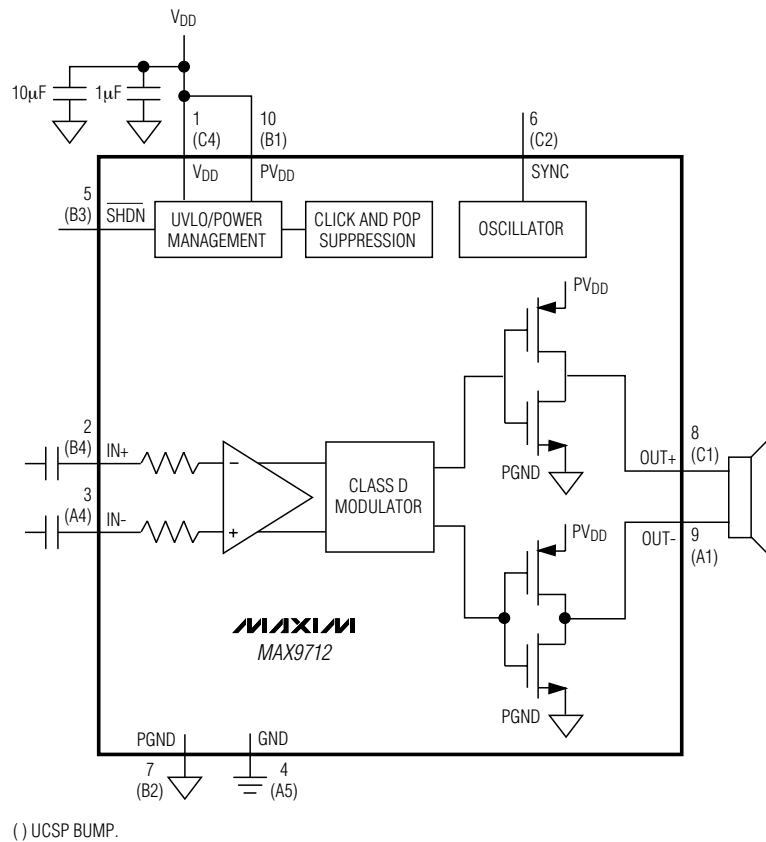 VDD
10µF
1µF
1
(C4)
10
(B1)
6
(C2)
VDD
PVDD
SYNC
5
(B3)
SHDN
UVLO/POWER
MANAGEMENT
CLICK AND POP
SUPPRESSION
OSCILLATOR
PVDD
2
(B4)
IN+
−
CLASS D
MODULATOR
PGND
OUT+
8
(C1)
3
(A4)
IN-
+
PVDD
OUT-
9
(A1)
MAXIM
MAX9712
PGND
PGND
GND
7
(B2)
4
(A5)
( ) UCSP BUMP.